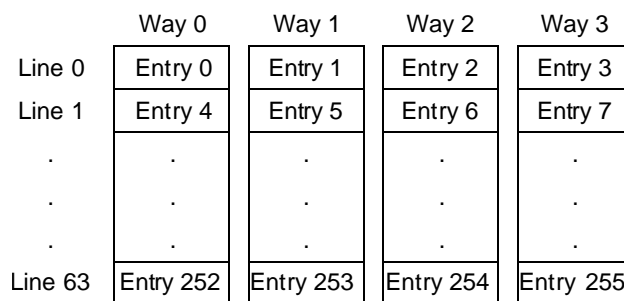 Way 0 Way 1 Way 2 Way 3
Line 0 Entry 0 Entry 1 Entry 2 Entry 3
Line 1 Entry 4 Entry 5 Entry 6 Entry 7
. . . . .
. . . . .
. . . . .
Line 63 Entry 252 Entry 253 Entry 254 Entry 255